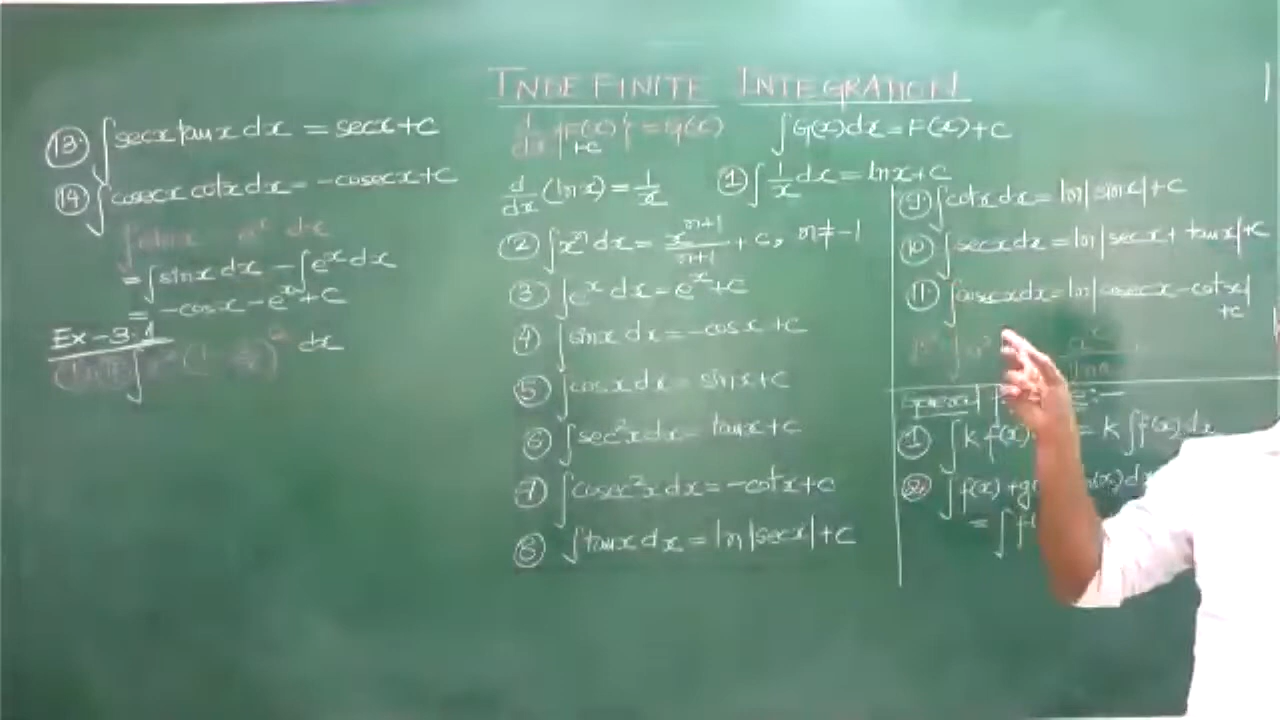 INDEFINITE INTEGRATION
⑬ ∫secx tanx dx = secx + c
⑭ ∫cosecx cotx dx = -cosecx + c
= ∫sinx dx - ∫e^x dx
= -cosx - e^x + c
Ex-3.1
dx
d/dx {F(x) + c} = G(x)
∫G(x)dx = F(x) + c
d/dx (lnx) = 1/x
① ∫1/x dx = lnx + c
② ∫x^n dx = x^(n+1)/(n+1) + c, n ≠ -1
③ ∫e^x dx = e^x + c
④ ∫sinx dx = -cosx + c
⑤ ∫cosx dx = sinx + c
⑥ ∫sec²x dx = tanx + c
⑦ ∫cosec²x dx = -cotx + c
⑧ ∫tanx dx = ln|secx| + c
⑨ ∫cotx dx = ln|sinx| + c
⑩ ∫secx dx = ln|secx + tanx| + c
⑪ ∫cosecx dx = ln|cosecx - cotx|
+ c
① ∫k f(x) = k ∫f(x) dx
② ∫f(x) +
= ∫f